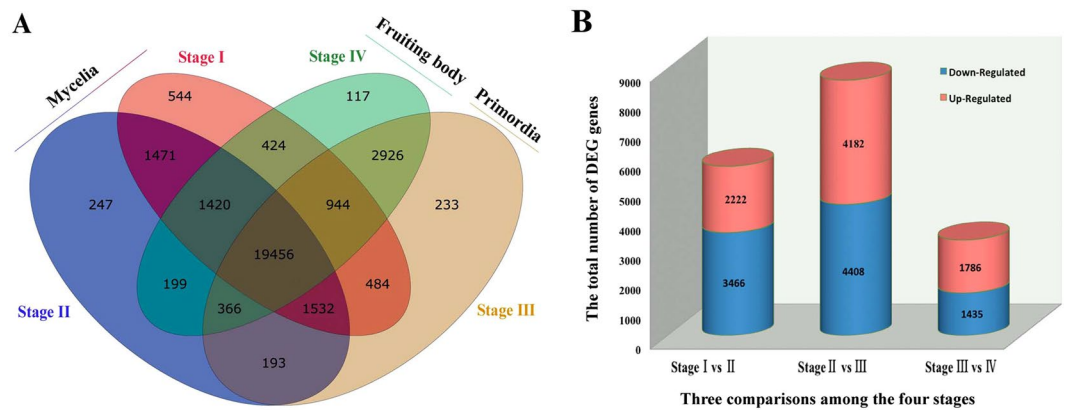 A
Mycelia
Stage I
Stage IV
Fruiting body
Primordia
544
117
1471
424
2926
247
1420
944
233
19456
199
366
1532
484
Stage II
Stage III
193
B
The total number of DEG genes
9000
8000
7000
6000
5000
4000
3000
2000
1000
0
Down-Regulated
Up-Regulated
2222
3466
4182
4408
1786
1435
Stage Ⅰ vs Ⅱ
Stage Ⅱ vs Ⅲ
Stage Ⅲ vs Ⅳ
Three comparisons among the four stages